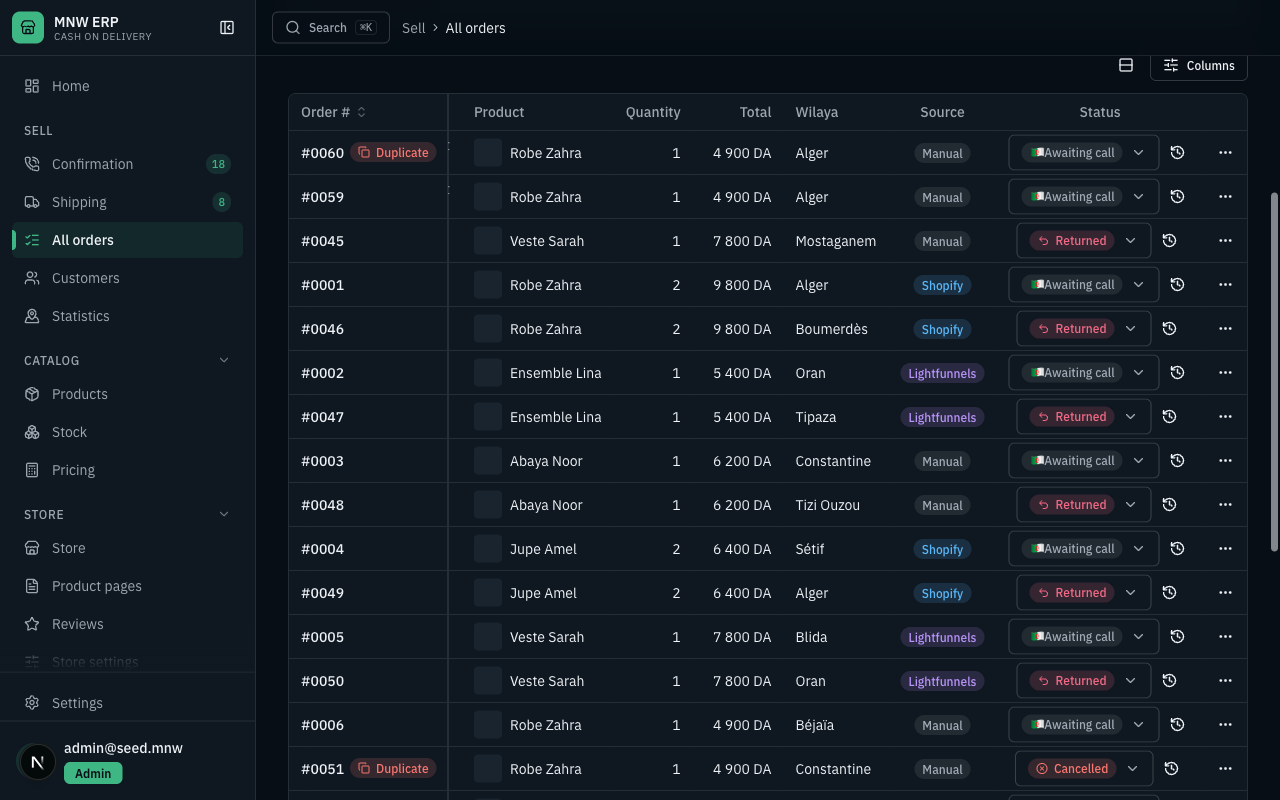 MNW ERP
CASH ON DELIVERY
Search ⌘K
Sell > All orders
Home
SELL
Confirmation 18
Shipping 8
All orders
Customers
Statistics
CATALOG
Products
Stock
Pricing
STORE
Store
Product pages
Reviews
Store settings
Settings
N
admin@seed.mnw
Admin
Columns
Order # Product Quantity Total Wilaya Source Status
#0060 Duplicate Robe Zahra 1 4 900 DA Alger Manual Awaiting call
#0059 Robe Zahra 1 4 900 DA Alger Manual Awaiting call
#0045 Veste Sarah 1 7 800 DA Mostaganem Manual Returned
#0001 Robe Zahra 2 9 800 DA Alger Shopify Awaiting call
#0046 Robe Zahra 2 9 800 DA Boumerdès Shopify Returned
#0002 Ensemble Lina 1 5 400 DA Oran Lightfunnels Awaiting call
#0047 Ensemble Lina 1 5 400 DA Tipaza Lightfunnels Returned
#0003 Abaya Noor 1 6 200 DA Constantine Manual Awaiting call
#0048 Abaya Noor 1 6 200 DA Tizi Ouzou Manual Returned
#0004 Jupe Amel 2 6 400 DA Sétif Shopify Awaiting call
#0049 Jupe Amel 2 6 400 DA Alger Shopify Returned
#0005 Veste Sarah 1 7 800 DA Blida Lightfunnels Awaiting call
#0050 Veste Sarah 1 7 800 DA Oran Lightfunnels Returned
#0006 Robe Zahra 1 4 900 DA Béjaïa Manual Awaiting call
#0051 Duplicate Robe Zahra 1 4 900 DA Constantine Manual Cancelled